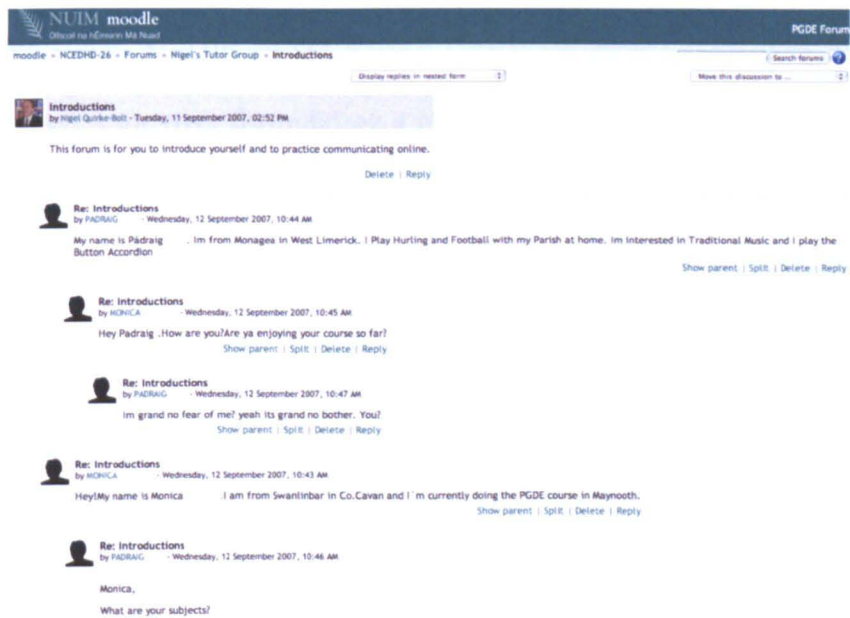 NUIM moodle
Ollscoil na hÉireann Má Nuad
PGDE Forum
moodle » NCEDHD-26 » Forums » Nigel's Tutor Group » Introductions
Search forums ?
Display replies in nested form
Move this discussion to ...
Introductions
by Nigel Quirke-Bolt - Tuesday, 11 September 2007, 02:52 PM
This forum is for you to introduce yourself and to practice communicating online.
Delete | Reply
Re: Introductions
by PADRAIG - Wednesday, 12 September 2007, 10:44 AM
My name is Pádraig . Im from Monagea in West Limerick. I Play Hurling and Football with my Parish at home. Im interested in Traditional Music and I play the
Button Accordion
Show parent | Split | Delete | Reply
Re: Introductions
by MONICA - Wednesday, 12 September 2007, 10:45 AM
Hey Padraig .How are you?Are ya enjoying your course so far?
Show parent | Split | Delete | Reply
Re: Introductions
by PADRAIG - Wednesday, 12 September 2007, 10:47 AM
im grand no fear of me? yeah its grand no bother. You?
Show parent | Split | Delete | Reply
Re: Introductions
by MONICA - Wednesday, 12 September 2007, 10:43 AM
Hey!My name is Monica .I am from Swanlinbar in Co.Cavan and I`m currently doing the PGDE course in Maynooth.
Show parent | Split | Delete | Reply
Re: Introductions
by PADRAIG - Wednesday, 12 September 2007, 10:46 AM
Monica,
What are your subjects?